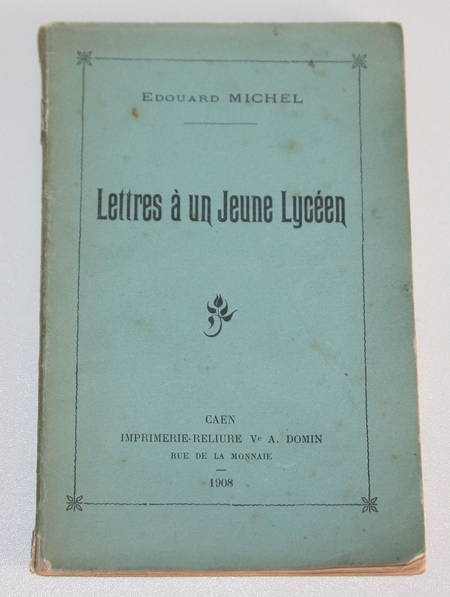 EDOUARD MICHEL
Lettres à un Jeune Lycéen
CAEN
IMPRIMERIE-RELIURE Vᵉ A. DOMIN
RUE DE LA MONNAIE
1908